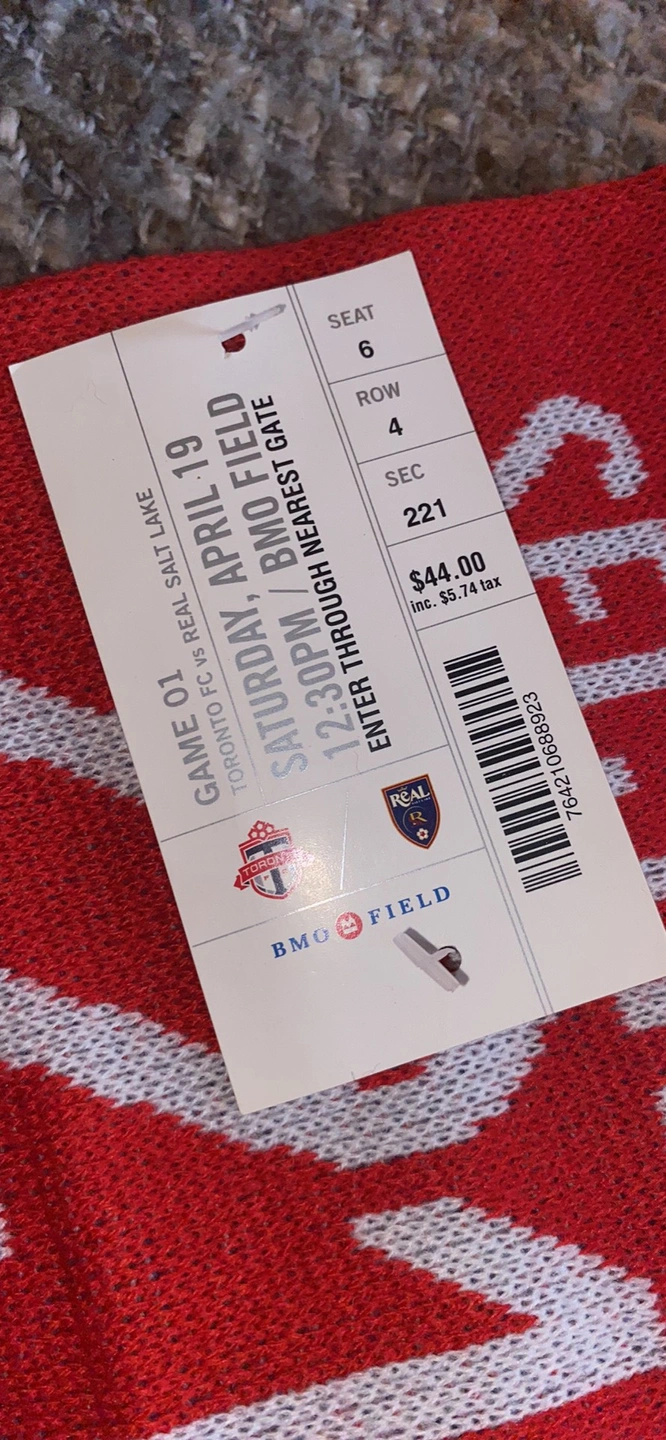 GAME 01
TORONTO FC vs REAL SALT LAKE
SATURDAY, APRIL 19
12:30PM / BMO FIELD
ENTER THROUGH NEAREST GATE
SEAT
6
ROW
4
SEC
221
$44.00
inc. $5.74 tax
764210688923
TORONTO
REAL
BMO FIELD